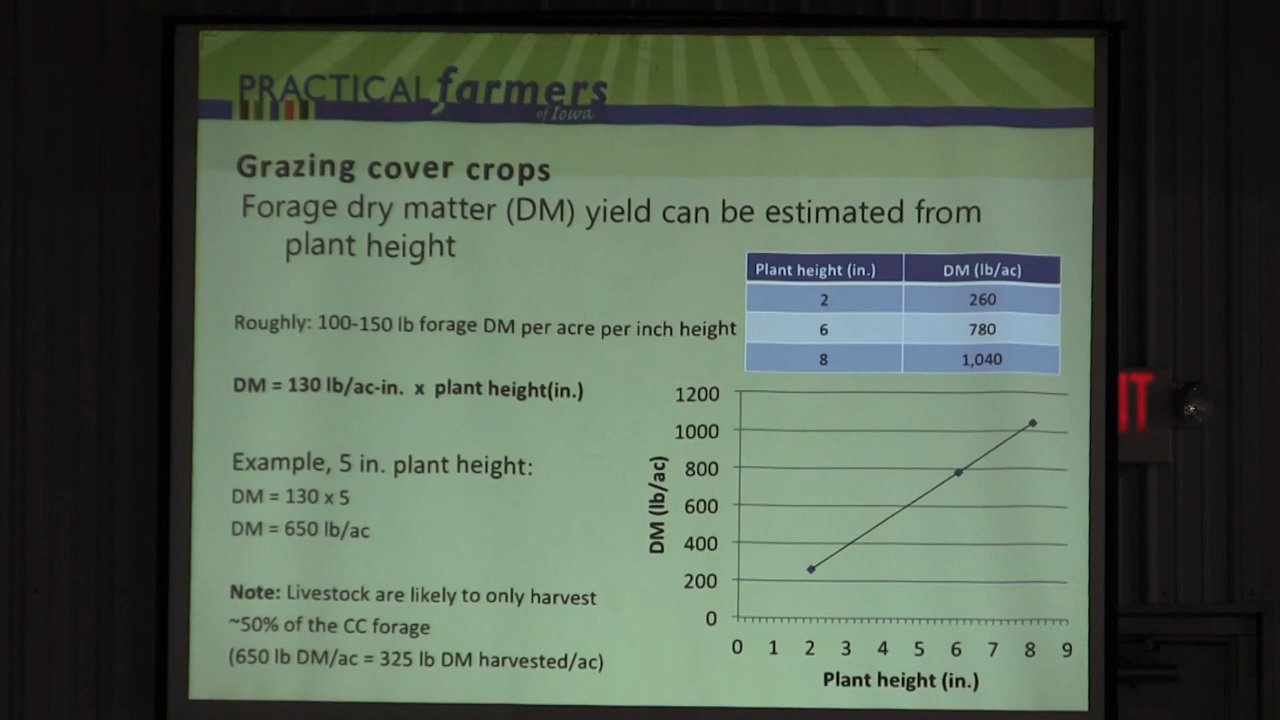 PRACTICAL farmers
of Iowa
Grazing cover crops
Forage dry matter (DM) yield can be estimated from
plant height
Roughly: 100-150 lb forage DM per acre per inch height
DM = 130 lb/ac-in. x plant height(in.)
Example, 5 in. plant height:
DM = 130 x 5
DM = 650 lb/ac
Note: Livestock are likely to only harvest
~50% of the CC forage
(650 lb DM/ac = 325 lb DM harvested/ac)
Plant height (in.) DM (lb/ac)
2 260
6 780
8 1,040
DM (lb/ac)
1200
1000
800
600
400
200
0
0 1 2 3 4 5 6 7 8 9
Plant height (in.)
IT